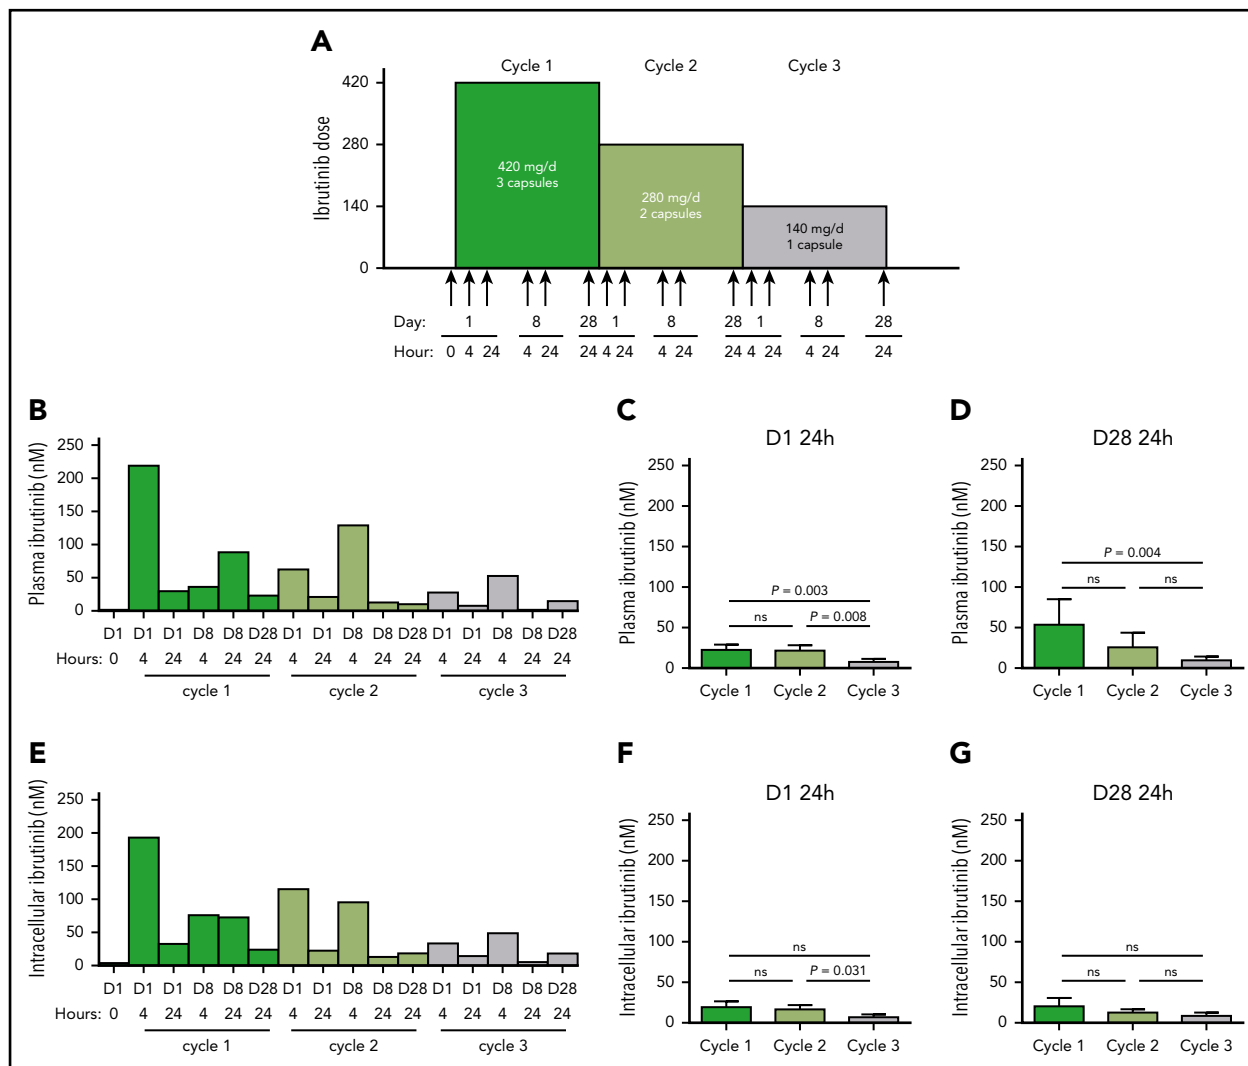 A
Cycle 1 Cycle 2 Cycle 3
Ibrutinib dose
420
280
140
0
420 mg/d
3 capsules
280 mg/d
2 capsules
140 mg/d
1 capsule
Day: 1 8 28 1 8 28 1 8 28
Hour: 0 4 24 4 24 24 4 24 4 24 24 4 24 4 24 24
B
Plasma ibrutinib (nM)
250
200
150
100
50
0
D1 D1 D1 D8 D8 D28 D1 D1 D8 D8 D28 D1 D1 D8 D8 D28
Hours: 0 4 24 4 24 24 4 24 4 24 24 4 24 4 24 24
cycle 1 cycle 2 cycle 3
C
D1 24h
Plasma ibrutinib (nM)
250
200
150
100
50
0
P = 0.003
ns P = 0.008
Cycle 1 Cycle 2 Cycle 3
D
D28 24h
Plasma ibrutinib (nM)
250
200
150
100
50
0
P = 0.004
ns ns
Cycle 1 Cycle 2 Cycle 3
E
Intracellular ibrutinib (nM)
250
200
150
100
50
0
D1 D1 D1 D8 D8 D28 D1 D1 D8 D8 D28 D1 D1 D8 D8 D28
Hours: 0 4 24 4 24 24 4 24 4 24 24 4 24 4 24 24
cycle 1 cycle 2 cycle 3
F
D1 24h
Intracellular ibrutinib (nM)
250
200
150
100
50
0
ns
ns P = 0.031
Cycle 1 Cycle 2 Cycle 3
G
D28 24h
Intracellular ibrutinib (nM)
250
200
150
100
50
0
ns
ns ns
Cycle 1 Cycle 2 Cycle 3